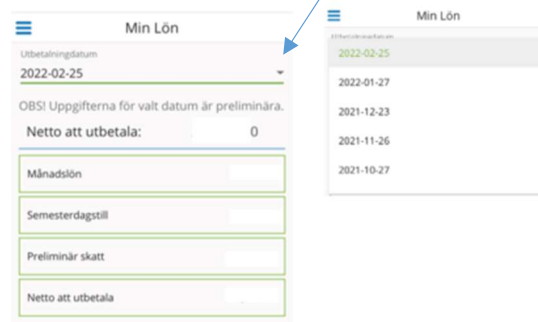 Min Lön
Utbetalningdatum
2022-02-25
OBS! Uppgifterna för valt datum är preliminära.
Netto att utbetala: 0
Månadslön
Semesterdagstill
Preliminär skatt
Netto att utbetala
Min Lön
2022-02-25
2022-01-27
2021-12-23
2021-11-26
2021-10-27